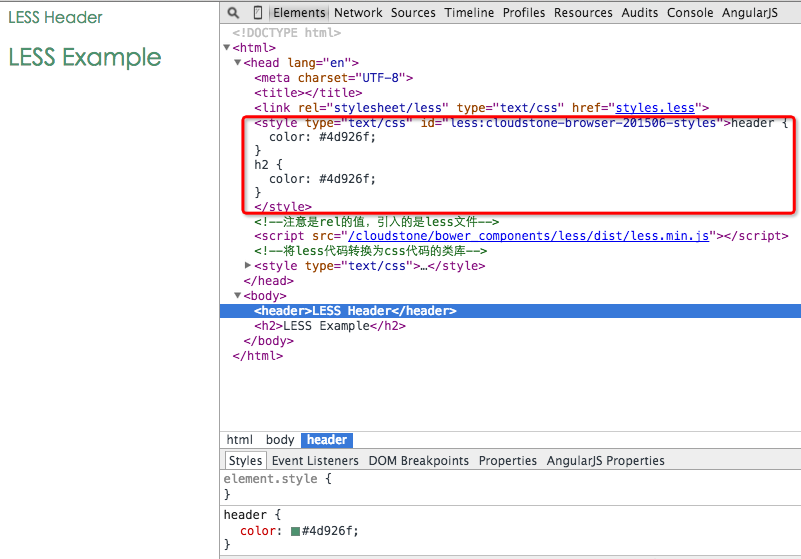 LESS Header
LESS Example
Elements Network Sources Timeline Profiles Resources Audits Console AngularJS
<!DOCTYPE html>
<html>
<head lang="en">
<meta charset="UTF-8">
<title></title>
<link rel="stylesheet/less" type="text/css" href="styles.less">
<style type="text/css" id="less:cloudstone-browser-201506-styles">header {
color: #4d926f;
}
h2 {
color: #4d926f;
}
</style>
<!--注意是rel的值，引入的是less文件-->
<script src="/cloudstone/bower_components/less/dist/less.min.js"></script>
<!--将less代码转换为css代码的类库-->
<style type="text/css">…</style>
</head>
<body>
<header>LESS Header</header>
<h2>LESS Example</h2>
</body>
</html>
html body header
Styles Event Listeners DOM Breakpoints Properties AngularJS Properties
element.style {
}
header {
color: #4d926f;
}